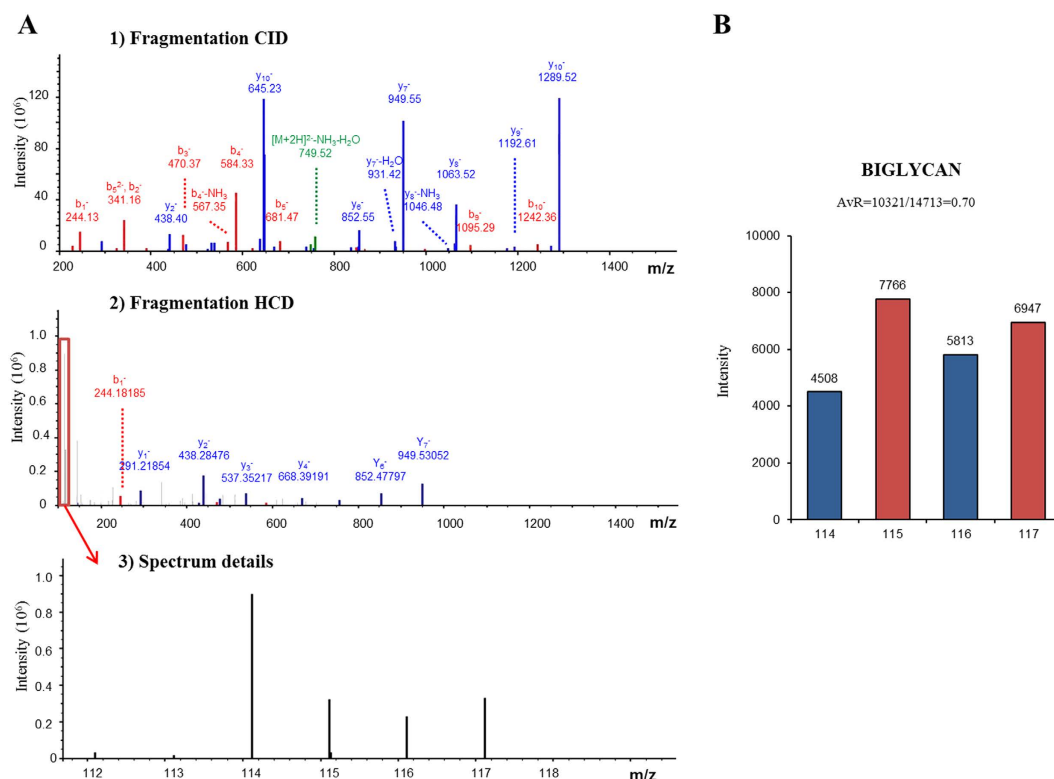 A
B
1) Fragmentation CID
Intensity (10⁶)
120
80
40
0
y₁₀⁻
645.23
y₇⁻
949.55
y₁₀⁻
1289.52
[M+2H]²⁻-NH₃-H₂O
749.52
y₉⁻
1192.61
b₃⁻
470.37
b₄⁻
584.33
y₇⁻-H₂O
931.42
y₈⁻
1063.52
b₅²⁻, b₂⁻
341.16
b₄⁻-NH₃
567.35
y₈⁻-NH₃
1046.48
b₁⁻
244.13
y₂⁻
438.40
b₅⁻
681.47
y₆⁻
852.55
b₉⁻
1095.29
b₁₀⁻
1242.36
200 400 600 800 1000 1200 1400 m/z
2) Fragmentation HCD
Intensity (10⁶)
1.0
0.8
0.6
0.4
0.2
0
b₁⁻
244.18185
y₁⁻
291.21854
y₂⁻
438.28476
y₃⁻
537.35217
y₄⁻
668.39191
Y₆⁻
852.47797
Y₇⁻
949.53052
200 400 600 800 1000 1200 1400 m/z
3) Spectrum details
Intensity (10⁶)
1.0
0.8
0.6
0.4
0.2
0
112 113 114 115 116 117 118 m/z
BIGLYCAN
AvR=10321/14713=0.70
Intensity
10000
8000
6000
4000
2000
0
4508
7766
5813
6947
114 115 116 117